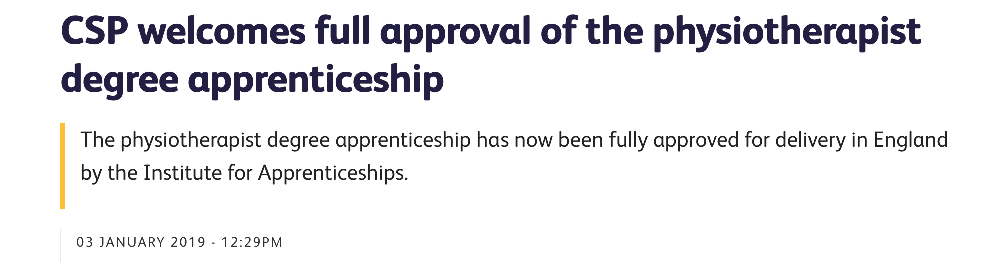 CSP welcomes full approval of the physiotherapist
degree apprenticeship
The physiotherapist degree apprenticeship has now been fully approved for delivery in England
by the Institute for Apprenticeships.
03 JANUARY 2019 - 12:29PM